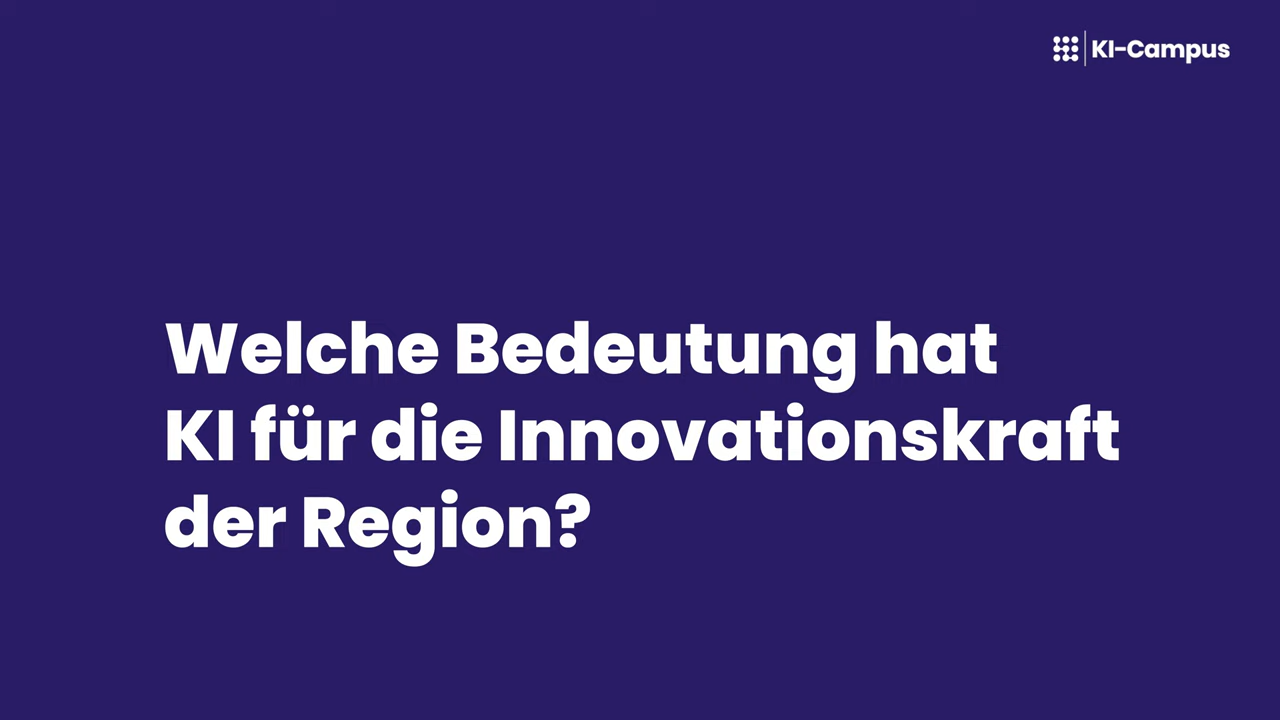 KI-Campus
Welche Bedeutung hat
KI für die Innovationskraft
der Region?